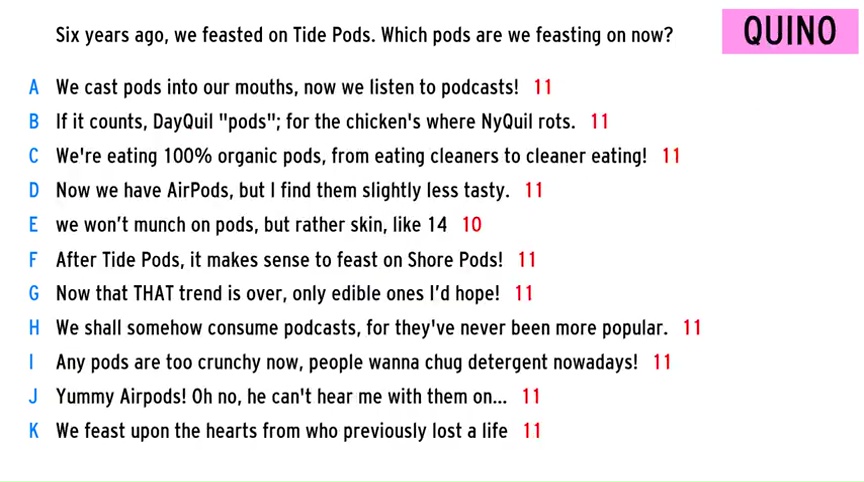 Six years ago, we feasted on Tide Pods. Which pods are we feasting on now?
QUINO
A We cast pods into our mouths, now we listen to podcasts! 11
B If it counts, DayQuil "pods"; for the chicken's where NyQuil rots. 11
C We're eating 100% organic pods, from eating cleaners to cleaner eating! 11
D Now we have AirPods, but I find them slightly less tasty. 11
E we won't munch on pods, but rather skin, like 14 10
F After Tide Pods, it makes sense to feast on Shore Pods! 11
G Now that THAT trend is over, only edible ones I'd hope! 11
H We shall somehow consume podcasts, for they've never been more popular. 11
I Any pods are too crunchy now, people wanna chug detergent nowadays! 11
J Yummy Airpods! Oh no, he can't hear me with them on... 11
K We feast upon the hearts from who previously lost a life 11